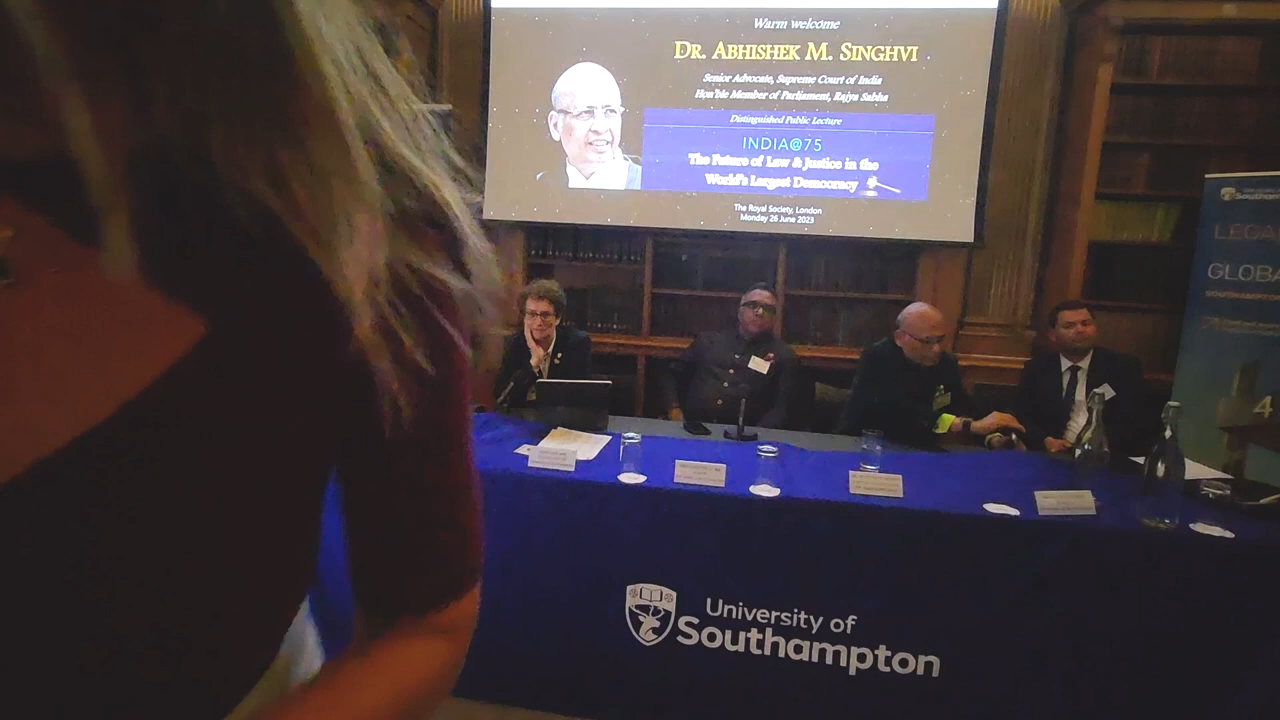 Warm welcome
DR. ABHISHEK M. SINGHVI
Senior Advocate, Supreme Court of India
Hon'ble Member of Parliament, Rajya Sabha
Distinguished Public Lecture
INDIA@75
The Future of Law & Justice in the
World's Largest Democracy
The Royal Society, London
Monday 26 June 2023
Southam
LEGA
GLOBA
4
University of
Southampton